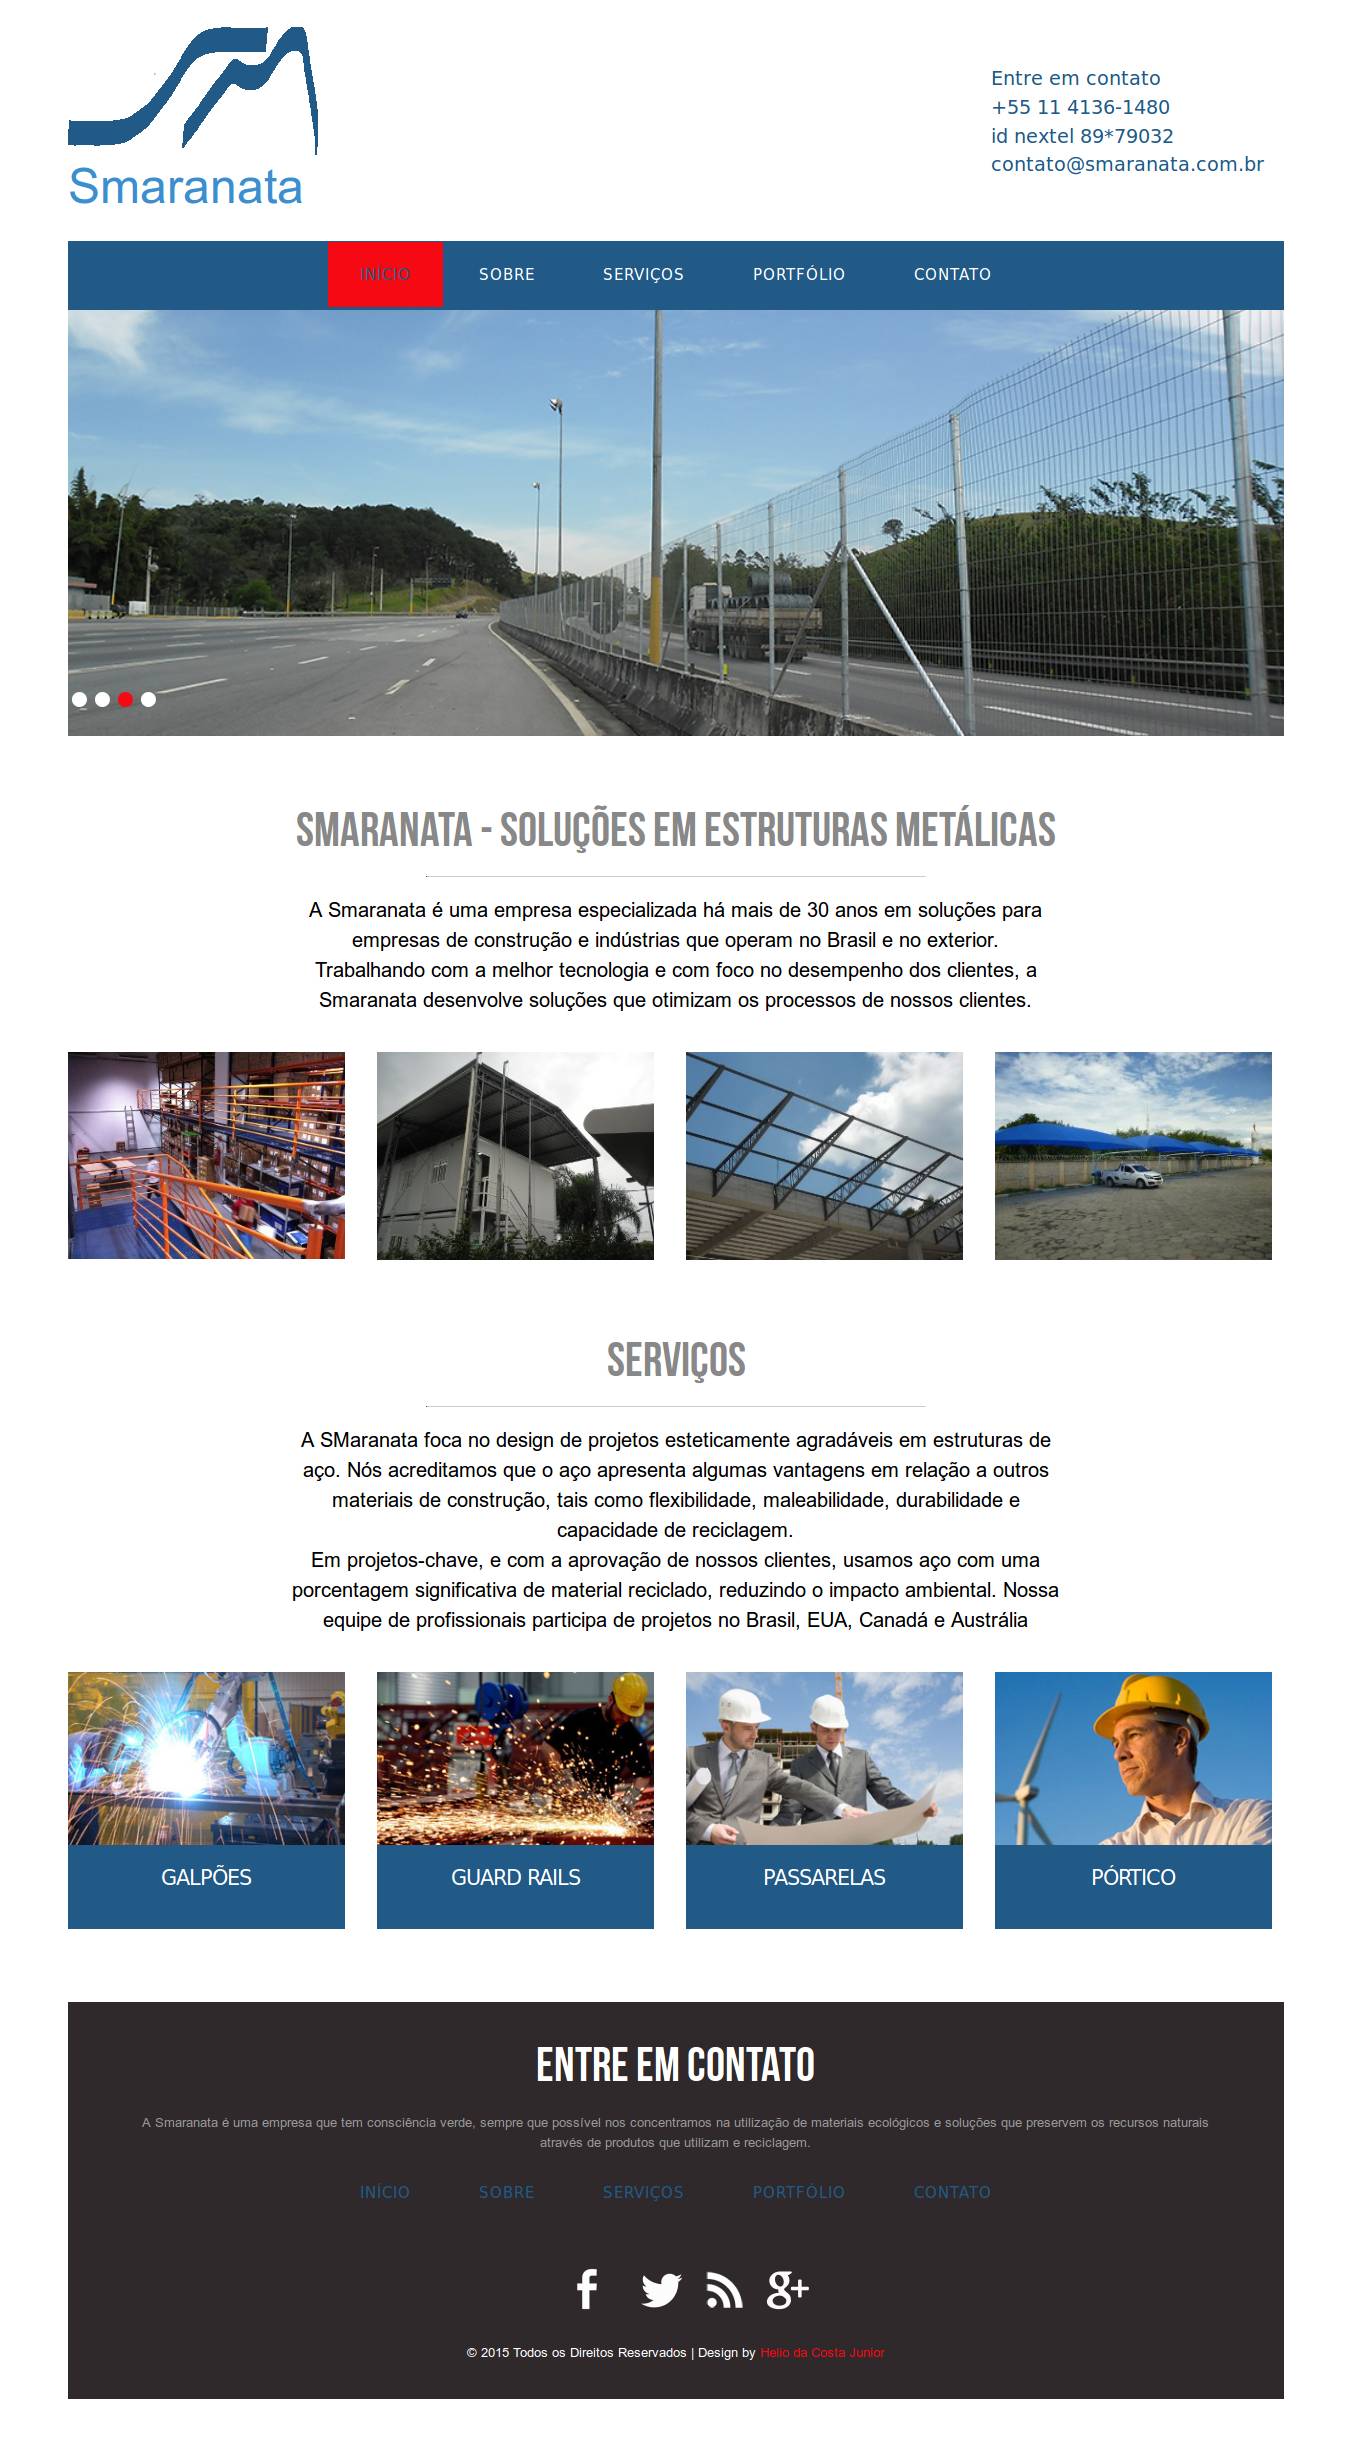 Smaranata
Entre em contato
+55 11 4136-1480
id nextel 89*79032
contato@smaranata.com.br
INÍCIO SOBRE SERVIÇOS PORTFÓLIO CONTATO
SMARANATA - SOLUÇÕES EM ESTRUTURAS METÁLICAS
A Smaranata é uma empresa especializada há mais de 30 anos em soluções para
empresas de construção e indústrias que operam no Brasil e no exterior.
Trabalhando com a melhor tecnologia e com foco no desempenho dos clientes, a
Smaranata desenvolve soluções que otimizam os processos de nossos clientes.
SERVIÇOS
A SMaranata foca no design de projetos esteticamente agradáveis em estruturas de
aço. Nós acreditamos que o aço apresenta algumas vantagens em relação a outros
materiais de construção, tais como flexibilidade, maleabilidade, durabilidade e
capacidade de reciclagem.
Em projetos-chave, e com a aprovação de nossos clientes, usamos aço com uma
porcentagem significativa de material reciclado, reduzindo o impacto ambiental. Nossa
equipe de profissionais participa de projetos no Brasil, EUA, Canadá e Austrália
GALPÕES GUARD RAILS PASSARELAS PÓRTICO
ENTRE EM CONTATO
A Smaranata é uma empresa que tem consciência verde, sempre que possível nos concentramos na utilização de materiais ecológicos e soluções que preservem os recursos naturais
através de produtos que utilizam e reciclagem.
INÍCIO SOBRE SERVIÇOS PORTFÓLIO CONTATO
© 2015 Todos os Direitos Reservados | Design by Helio da Costa Junior